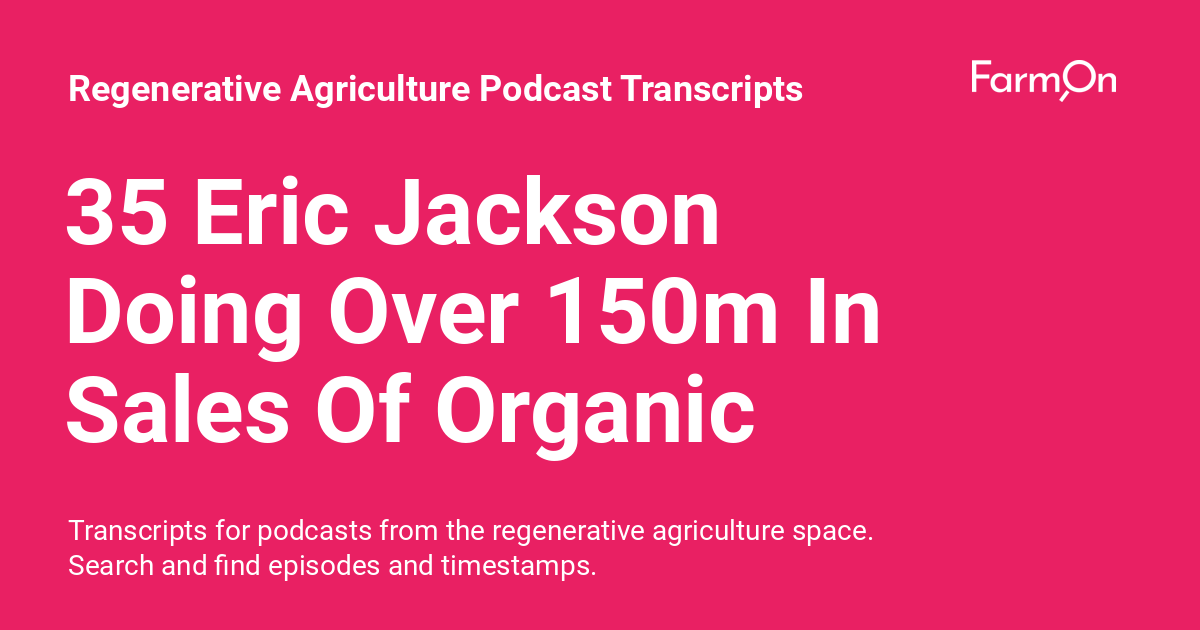 Regenerative Agriculture Podcast Transcripts
FarmOn
35 Eric Jackson
Doing Over 150m In
Sales Of Organic
Transcripts for podcasts from the regenerative agriculture space.
Search and find episodes and timestamps.